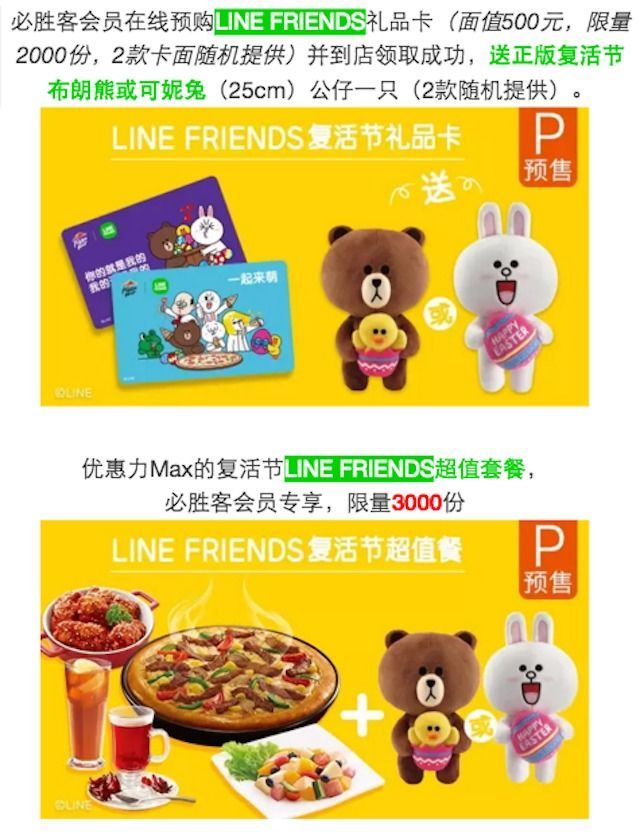 必胜客会员在线预购LINE FRIENDS礼品卡（面值500元，限量
2000份，2款卡面随机提供）并到店领取成功，送正版复活节
布朗熊或可妮兔（25cm）公仔一只（2款随机提供）。
LINE FRIENDS复活节礼品卡
P
预售
送
你的就是我的
我的
LINE
一起来萌
或
HAPPY
EASTER
©LINE
优惠力Max的复活节LINE FRIENDS超值套餐，
必胜客会员专享，限量3000份
LINE FRIENDS复活节超值餐
P
预售
+
或
HAPPY
EASTER
©LINE